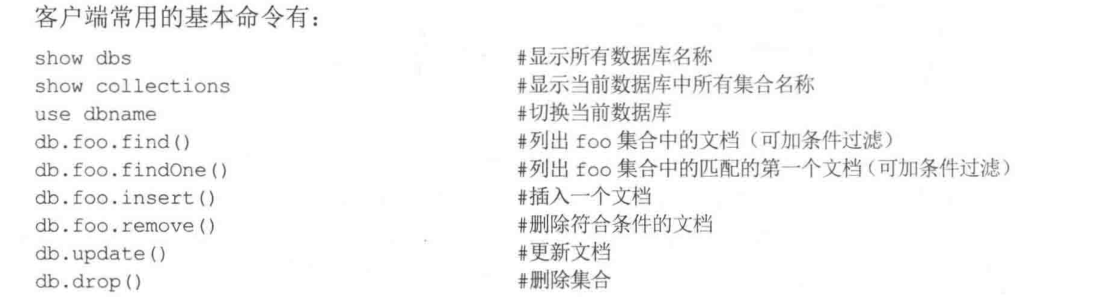 客户端常用的基本命令有：
show dbs #显示所有数据库名称
show collections #显示当前数据库中所有集合名称
use dbname #切换当前数据库
db.foo.find() #列出 foo 集合中的文档（可加条件过滤）
db.foo.findOne() #列出 foo 集合中的匹配的第一个文档（可加条件过滤）
db.foo.insert() #插入一个文档
db.foo.remove() #删除符合条件的文档
db.update() #更新文档
db.drop() #删除集合